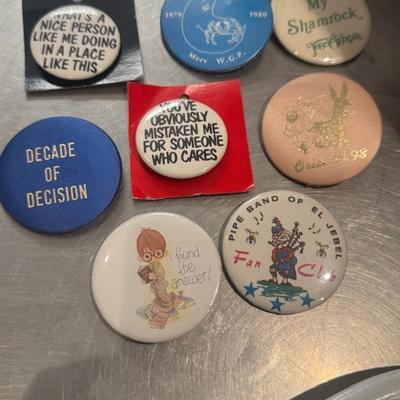 WHAT'S A
NICE PERSON
LIKE ME DOING
IN A PLACE
LIKE THIS
1979 1980
Merv W.G.P.
My
Shamrock
YOU'VE
OBVIOUSLY
MISTAKEN ME
FOR SOMEONE
WHO CARES
Oriental '98
DECADE
OF
DECISION
I found
the
answer!
PIPE BAND OF EL JEBEL
Fan Club